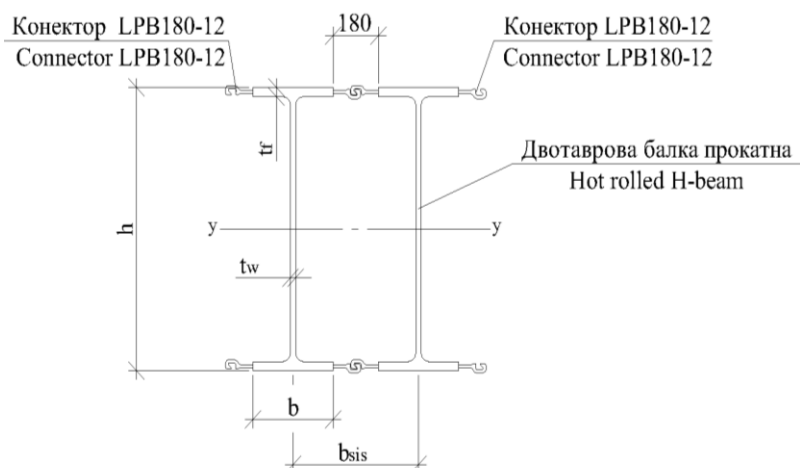 Конектор LPB180-12
Connector LPB180-12
180
Конектор LPB180-12
Connector LPB180-12
tf
Двотаврова балка прокатна
Hot rolled H-beam
h
y
y
tw
b
bsis